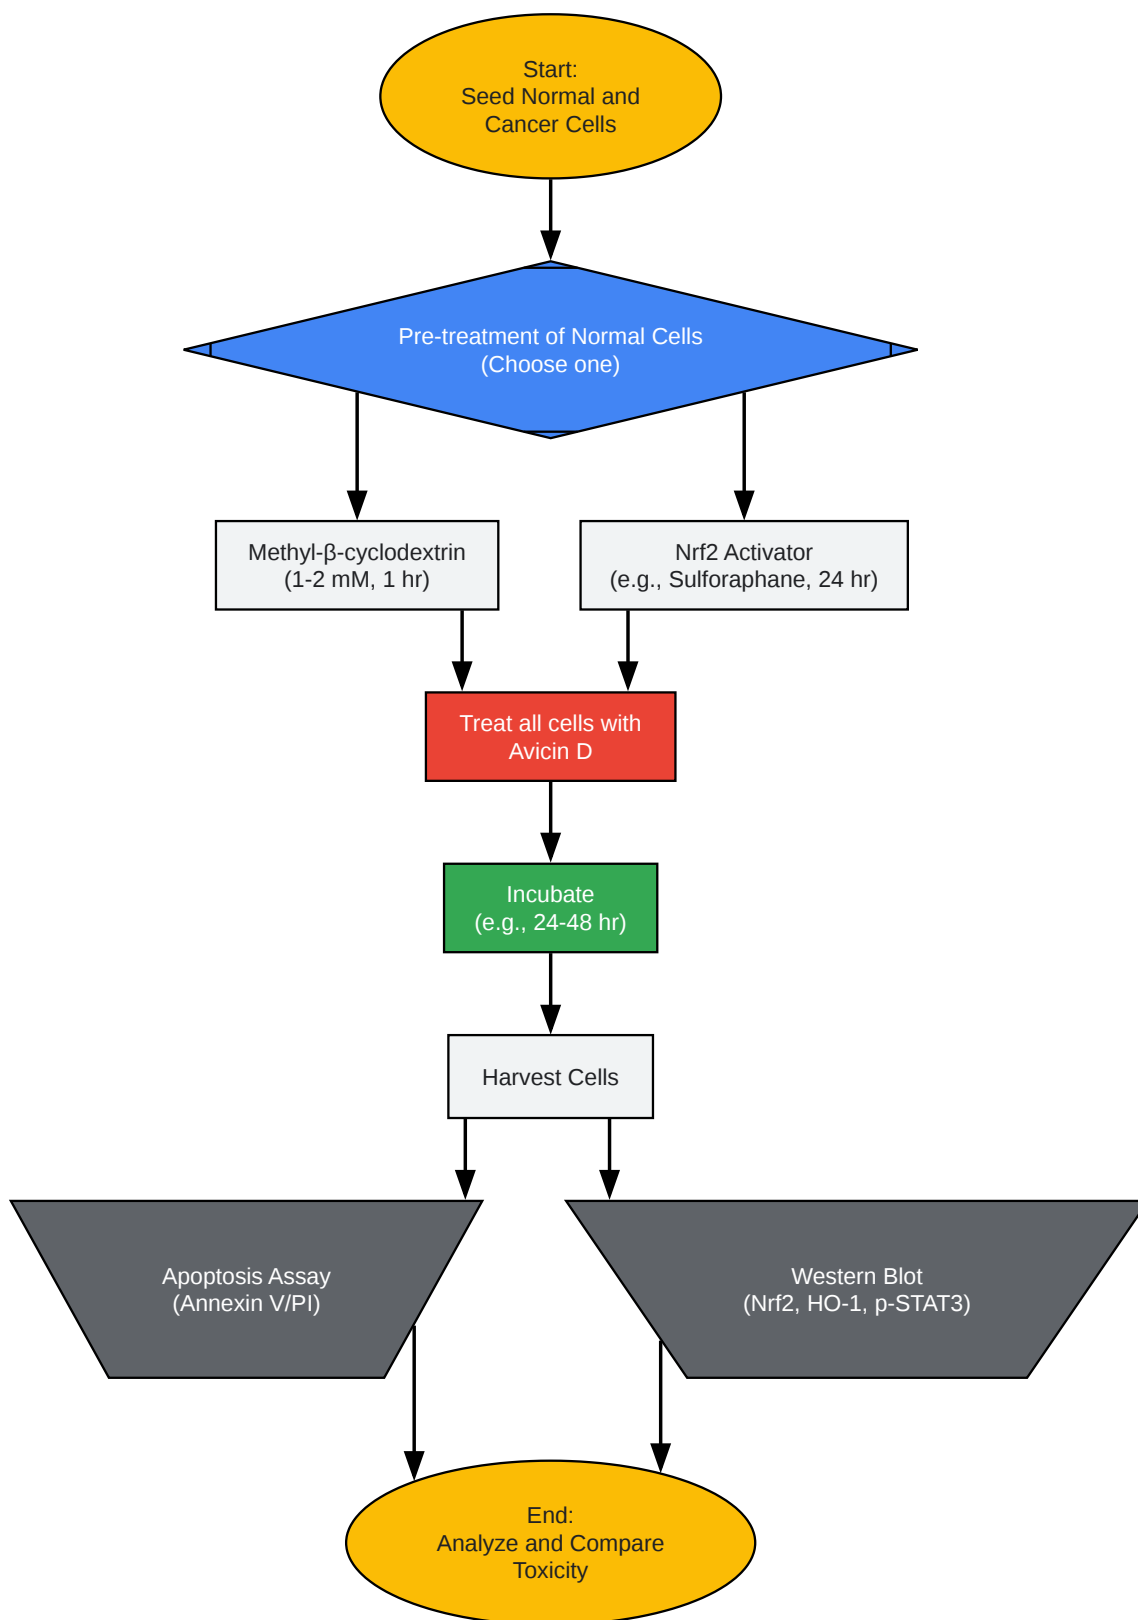 Start:
Seed Normal and
Cancer Cells
Pre-treatment of Normal Cells
(Choose one)
Methyl-β-cyclodextrin
(1-2 mM, 1 hr)
Nrf2 Activator
(e.g., Sulforaphane, 24 hr)
Treat all cells with
Avicin D
Incubate
(e.g., 24-48 hr)
Harvest Cells
Apoptosis Assay
(Annexin V/PI)
Western Blot
(Nrf2, HO-1, p-STAT3)
End:
Analyze and Compare
Toxicity